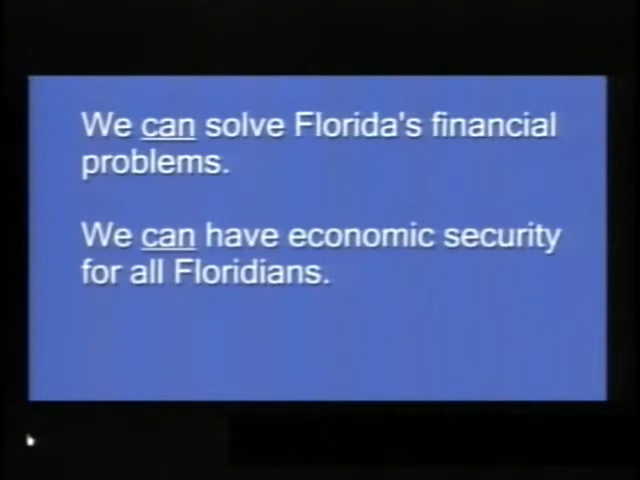 We can solve Florida's financial
problems.
We can have economic security
for all Floridians.